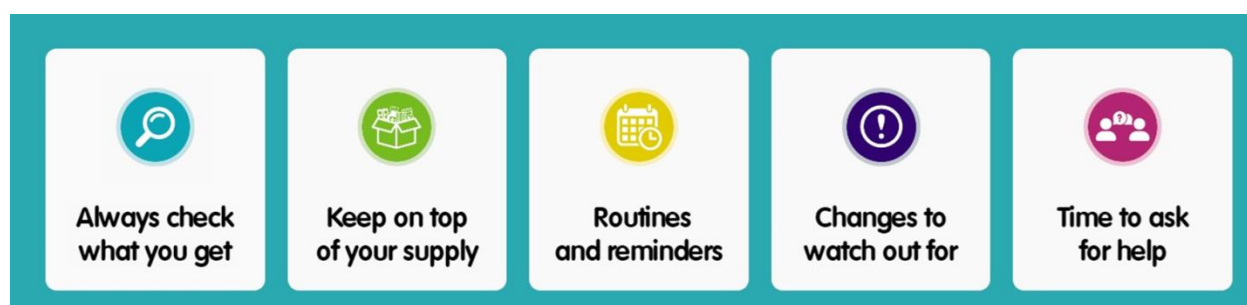 Always check
what you get
Keep on top
of your supply
Routines
and reminders
Changes to
watch out for
Time to ask
for help